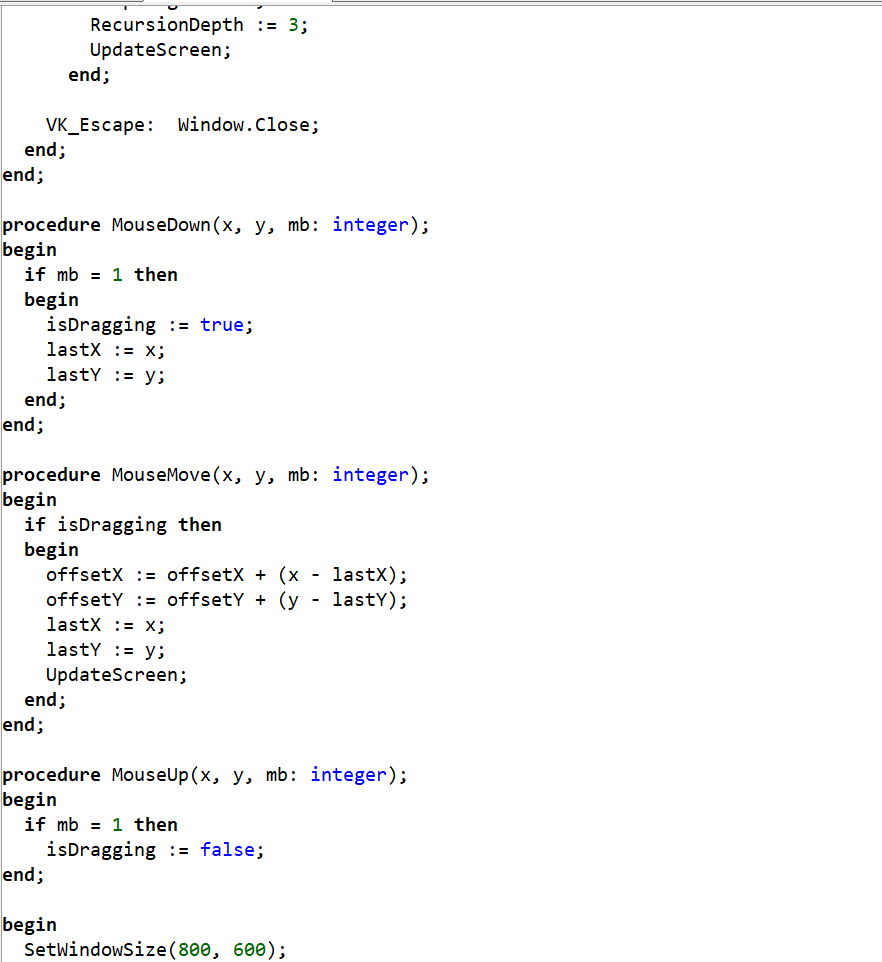 RecursionDepth := 3;
        UpdateScreen;
      end;

    VK_Escape:  Window.Close;
  end;
end;

procedure MouseDown(x, y, mb: integer);
begin
  if mb = 1 then
  begin
    isDragging := true;
    lastX := x;
    lastY := y;
  end;
end;

procedure MouseMove(x, y, mb: integer);
begin
  if isDragging then
  begin
    offsetX := offsetX + (x - lastX);
    offsetY := offsetY + (y - lastY);
    lastX := x;
    lastY := y;
    UpdateScreen;
  end;
end;

procedure MouseUp(x, y, mb: integer);
begin
  if mb = 1 then
    isDragging := false;
end;

begin
  SetWindowSize(800, 600);